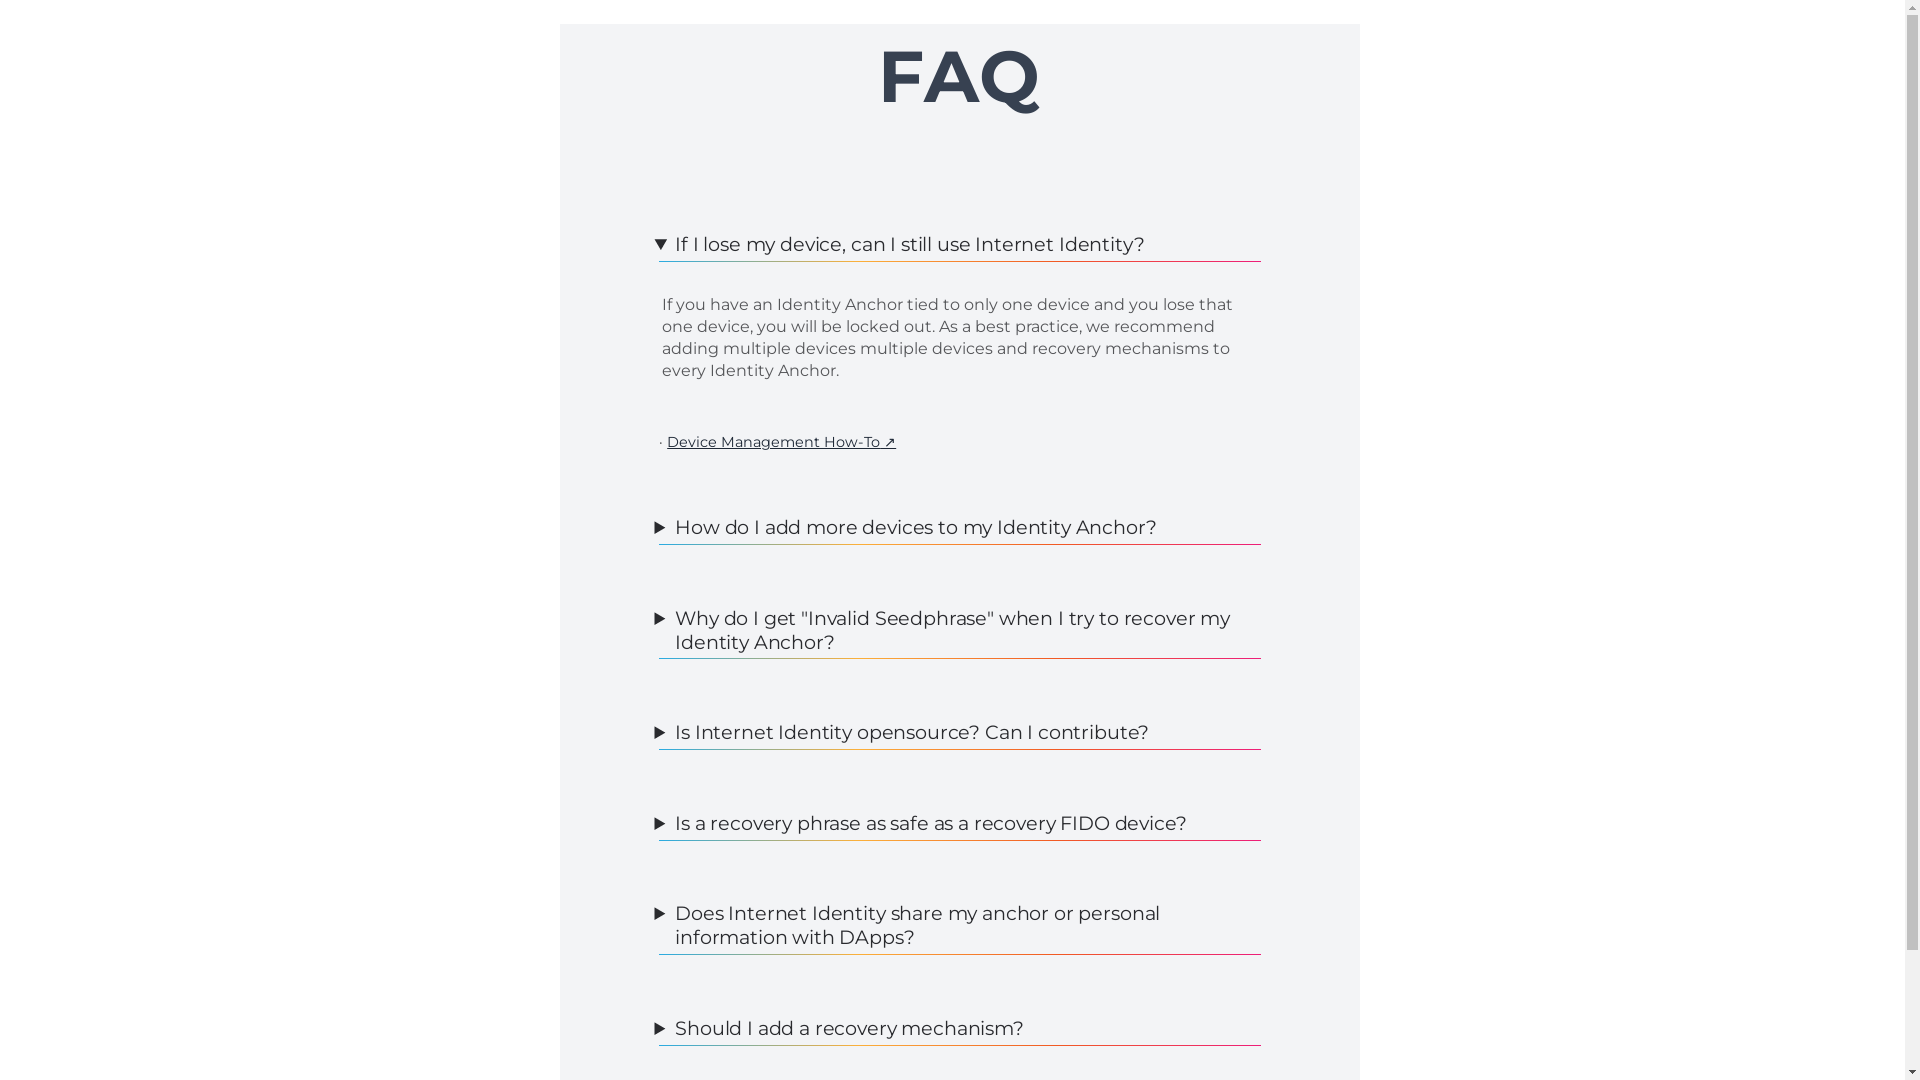 FAQ
If I lose my device, can I still use Internet Identity?
If you have an Identity Anchor tied to only one device and you lose that
one device, you will be locked out. As a best practice, we recommend
adding multiple devices multiple devices and recovery mechanisms to
every Identity Anchor.
· Device Management How-To ↗
How do I add more devices to my Identity Anchor?
Why do I get "Invalid Seedphrase" when I try to recover my
Identity Anchor?
Is Internet Identity opensource? Can I contribute?
Is a recovery phrase as safe as a recovery FIDO device?
Does Internet Identity share my anchor or personal
information with DApps?
Should I add a recovery mechanism?